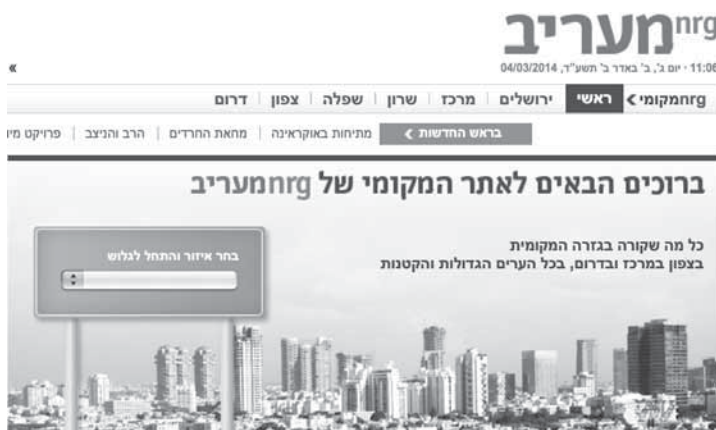 nrg מעריב
11:06 · יום ג', ב' באדר ב' תשע"ד, 04/03/2014
»
nrgמקומי › ראשי ירושלים | מרכז | שרון | שפלה | צפון | דרום
בראש החדשות › מתיחות באוקראינה | מחאת החרדים | הרב והניצב | פרויקט
ברוכים הבאים לאתר המקומי של nrgמעריב
כל מה שקורה בגזרה המקומית
בצפון במרכז ובדרום, בכל הערים הגדולות והקטנות
בחר איזור והתחל לגלוש